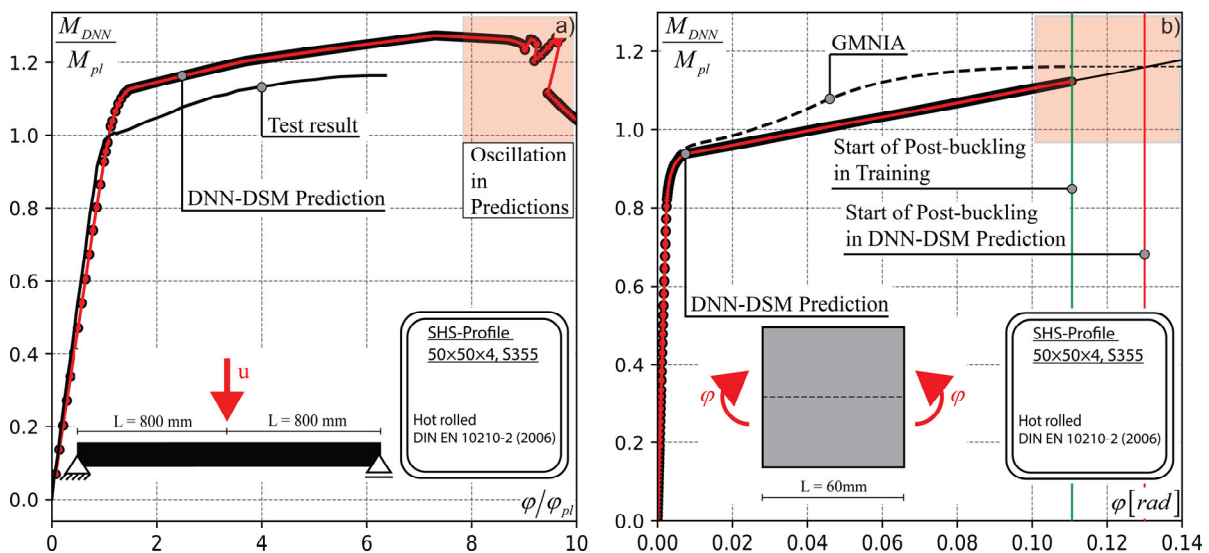 M_DNN
M_pl
a)
1.2
1.0
0.8
0.6
0.4
0.2
0.0
Test result
DNN-DSM Prediction
Oscillation
in
Predictions
SHS-Profile
50×50×4, S355
Hot rolled
DIN EN 10210-2 (2006)
u
L = 800 mm
L = 800 mm
φ/φ_pl
0
2
4
6
8
10
M_DNN
M_pl
b)
1.2
1.0
0.8
0.6
0.4
0.2
0.0
GMNIA
Start of Post-buckling
in Training
Start of Post-buckling
in DNN-DSM Prediction
DNN-DSM Prediction
φ
φ
L = 60mm
SHS-Profile
50×50×4, S355
Hot rolled
DIN EN 10210-2 (2006)
φ[rad]
0.00
0.02
0.04
0.06
0.08
0.10
0.12
0.14